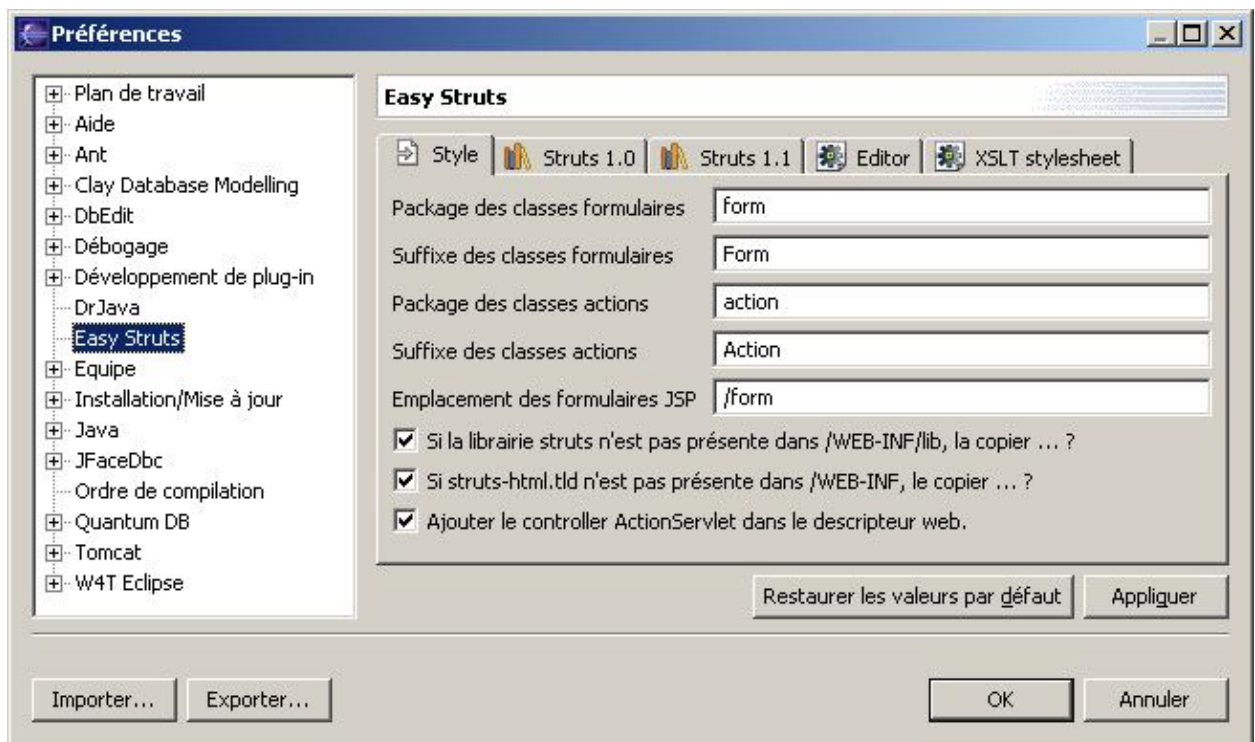 Préférences
Plan de travail
Aide
Ant
Clay Database Modelling
DbEdit
Débogage
Développement de plug-in
DrJava
Easy Struts
Equipe
Installation/Mise à jour
Java
JFaceDbc
Ordre de compilation
Quantum DB
Tomcat
W4T Eclipse
Easy Struts
Style Struts 1.0 Struts 1.1 Editor XSLT stylesheet
Package des classes formulaires form
Suffixe des classes formulaires Form
Package des classes actions action
Suffixe des classes actions Action
Emplacement des formulaires JSP /form
Si la librairie struts n'est pas présente dans /WEB-INF/lib, la copier ... ?
Si struts-html.tld n'est pas présente dans /WEB-INF, le copier ... ?
Ajouter le controller ActionServlet dans le descripteur web.
Restaurer les valeurs par défaut Appliquer
Importer... Exporter... OK Annuler